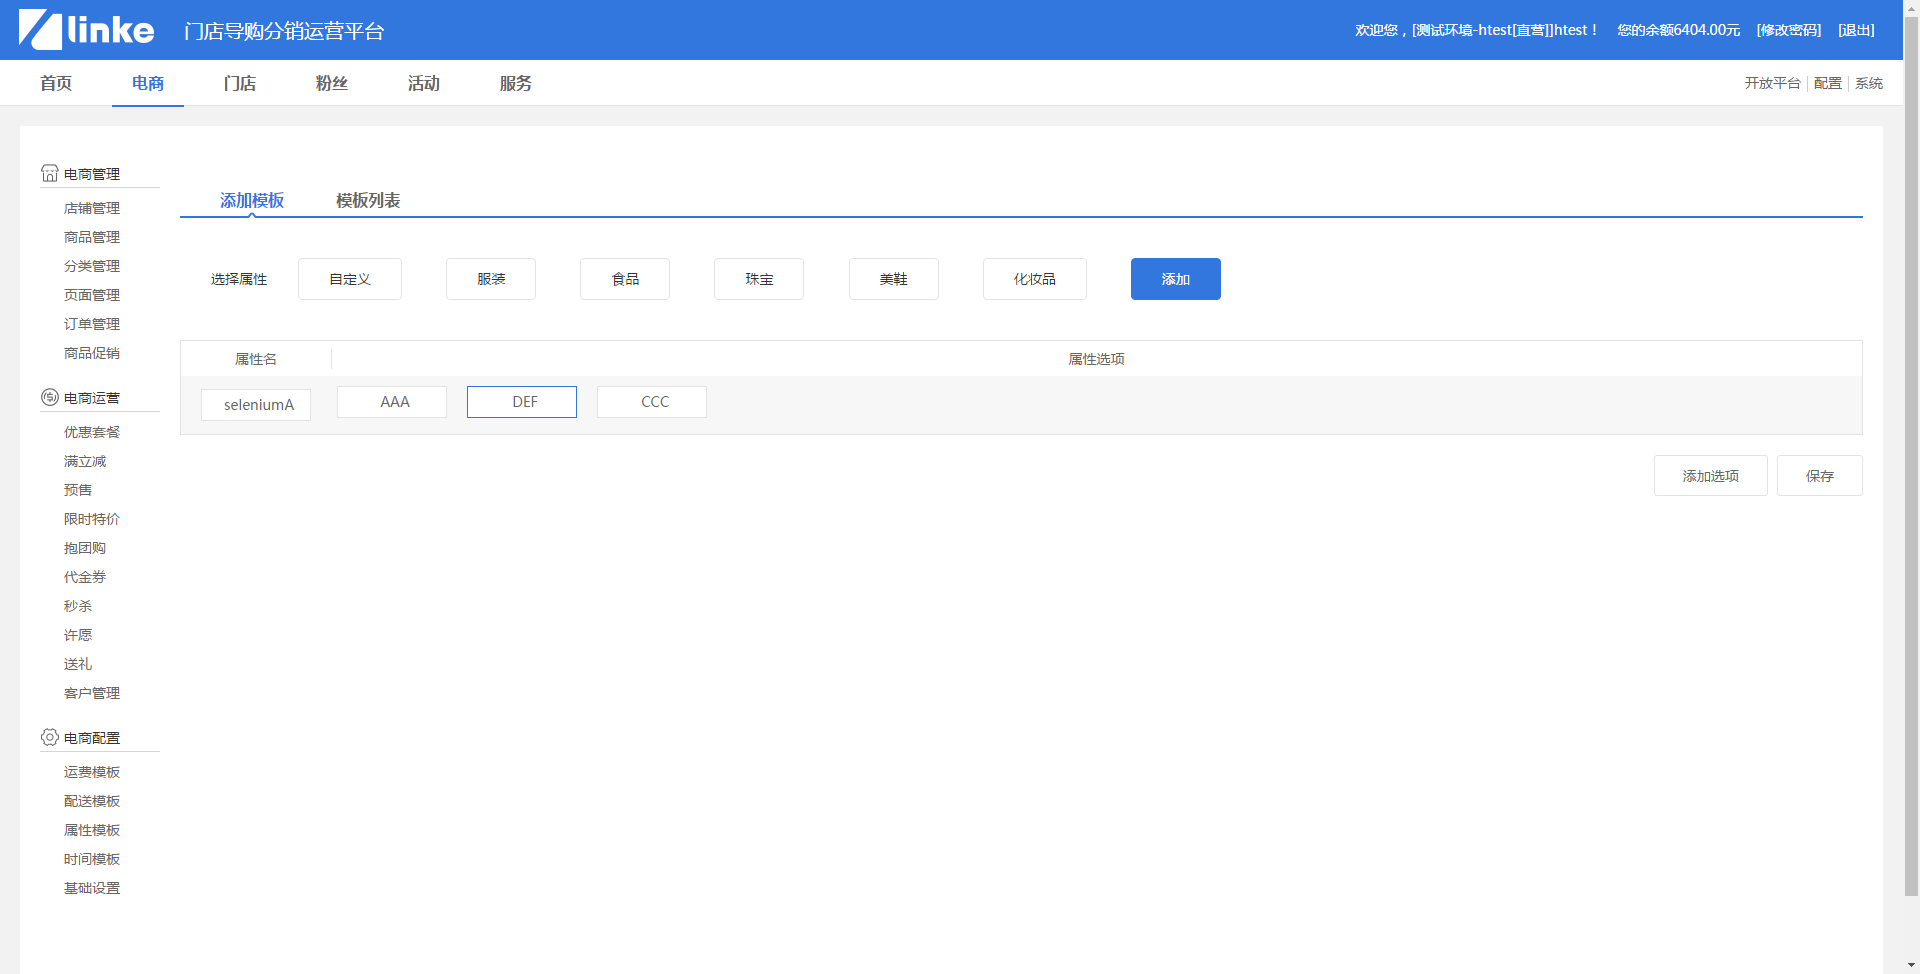 linke 门店导购分销运营平台 欢迎您，[测试环境-htest[直营]]htest！ 您的余额6404.00元 [修改密码] [退出]
首页 电商 门店 粉丝 活动 服务 开放平台 配置 系统
电商管理
店铺管理
商品管理
分类管理
页面管理
订单管理
商品促销
电商运营
优惠套餐
满立减
预售
限时特价
抱团购
代金券
秒杀
许愿
送礼
客户管理
电商配置
运费模板
配送模板
属性模板
时间模板
基础设置
添加模板 模板列表
选择属性 自定义 服装 食品 珠宝 美鞋 化妆品 添加
属性名 属性选项
seleniumA AAA DEF CCC
添加选项 保存